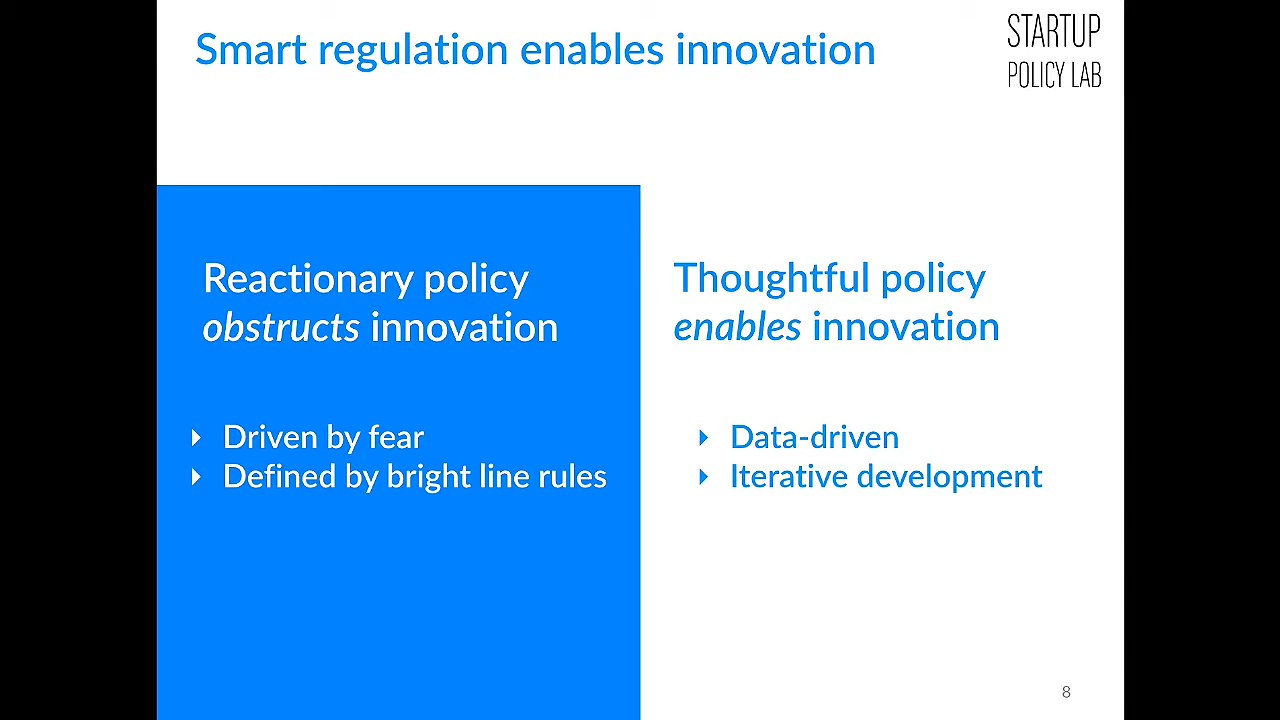 Smart regulation enables innovation
STARTUP
POLICY LAB
Reactionary policy
obstructs innovation
Driven by fear
Defined by bright line rules
Thoughtful policy
enables innovation
Data-driven
Iterative development
8